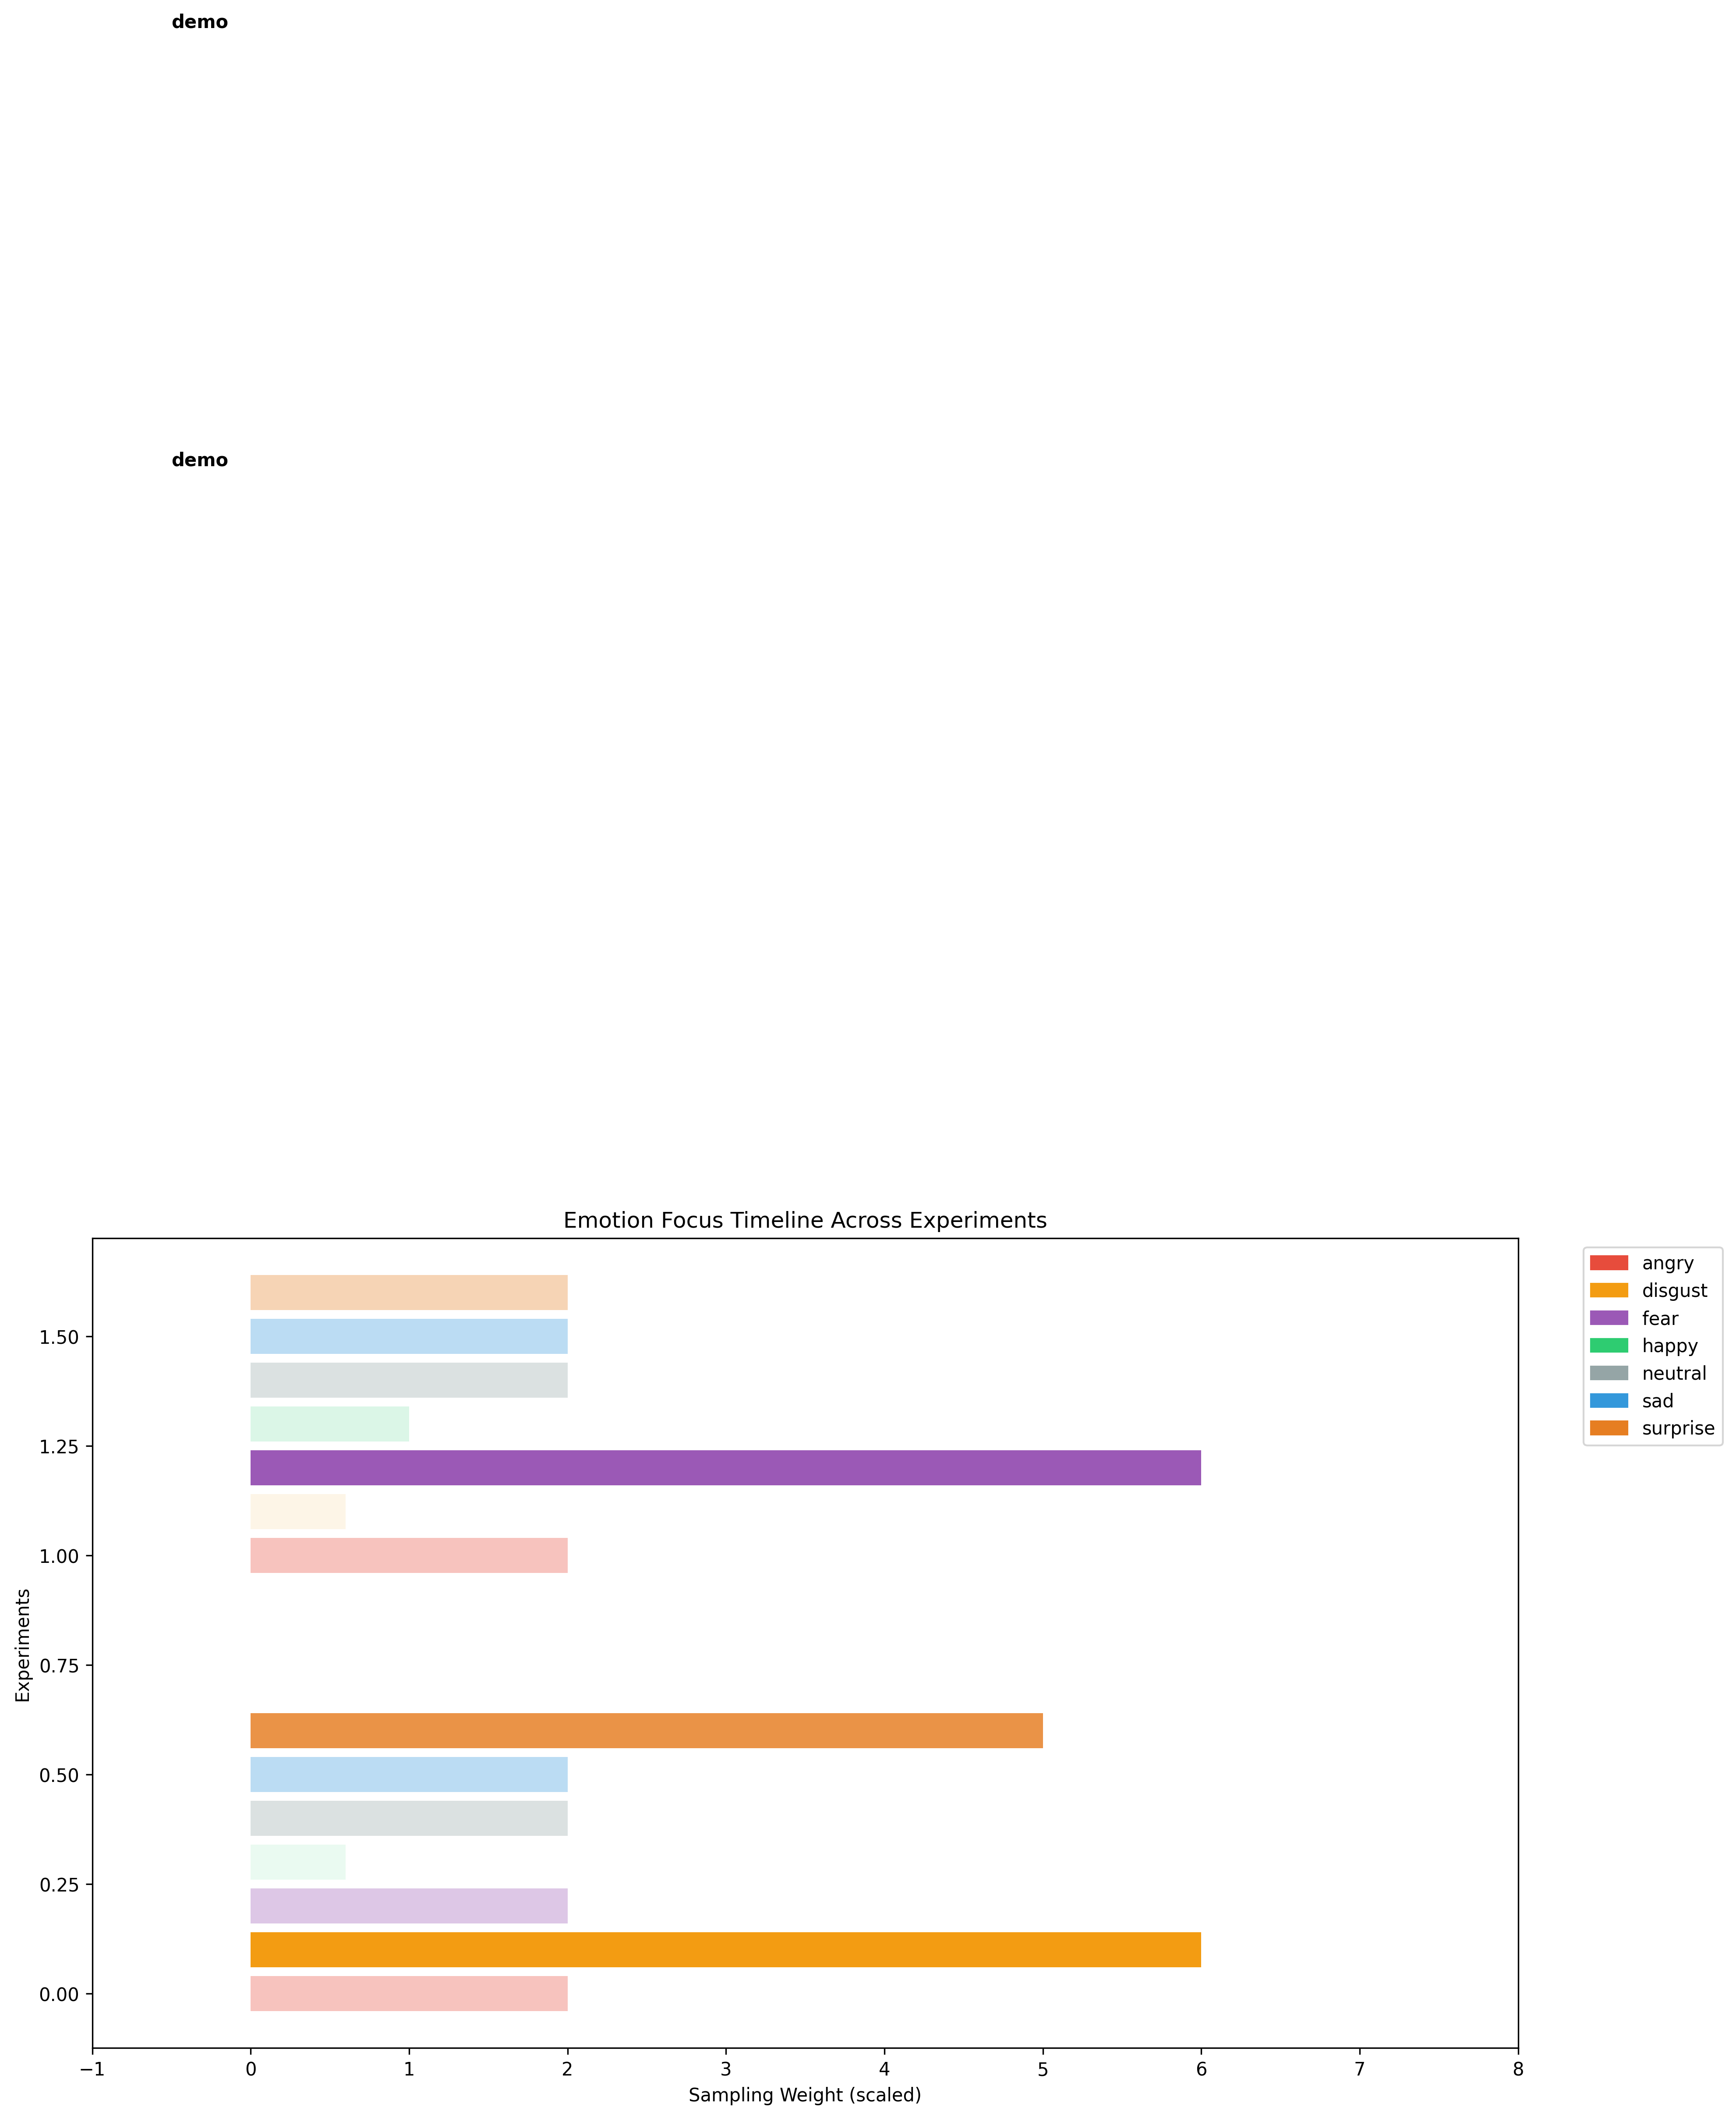 demo
demo
Emotion Focus Timeline Across Experiments
angry
disgust
fear
happy
neutral
sad
surprise
1.50
1.25
1.00
0.75
0.50
0.25
0.00
Experiments
−1 0 1 2 3 4 5 6 7 8
Sampling Weight (scaled)